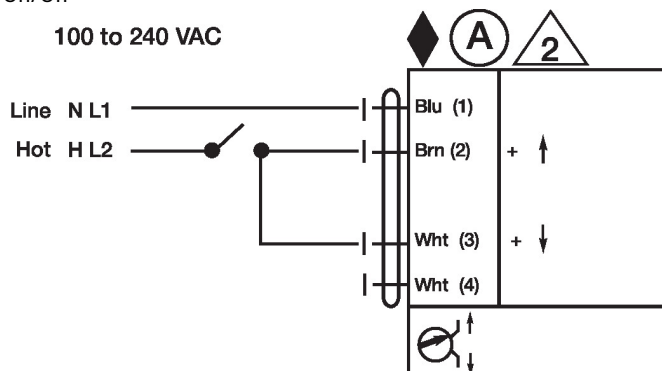 100 to 240 VAC
A
2
Line N L1
Hot H L2
Blu (1)
Brn (2) +
Wht (3) +
Wht (4)